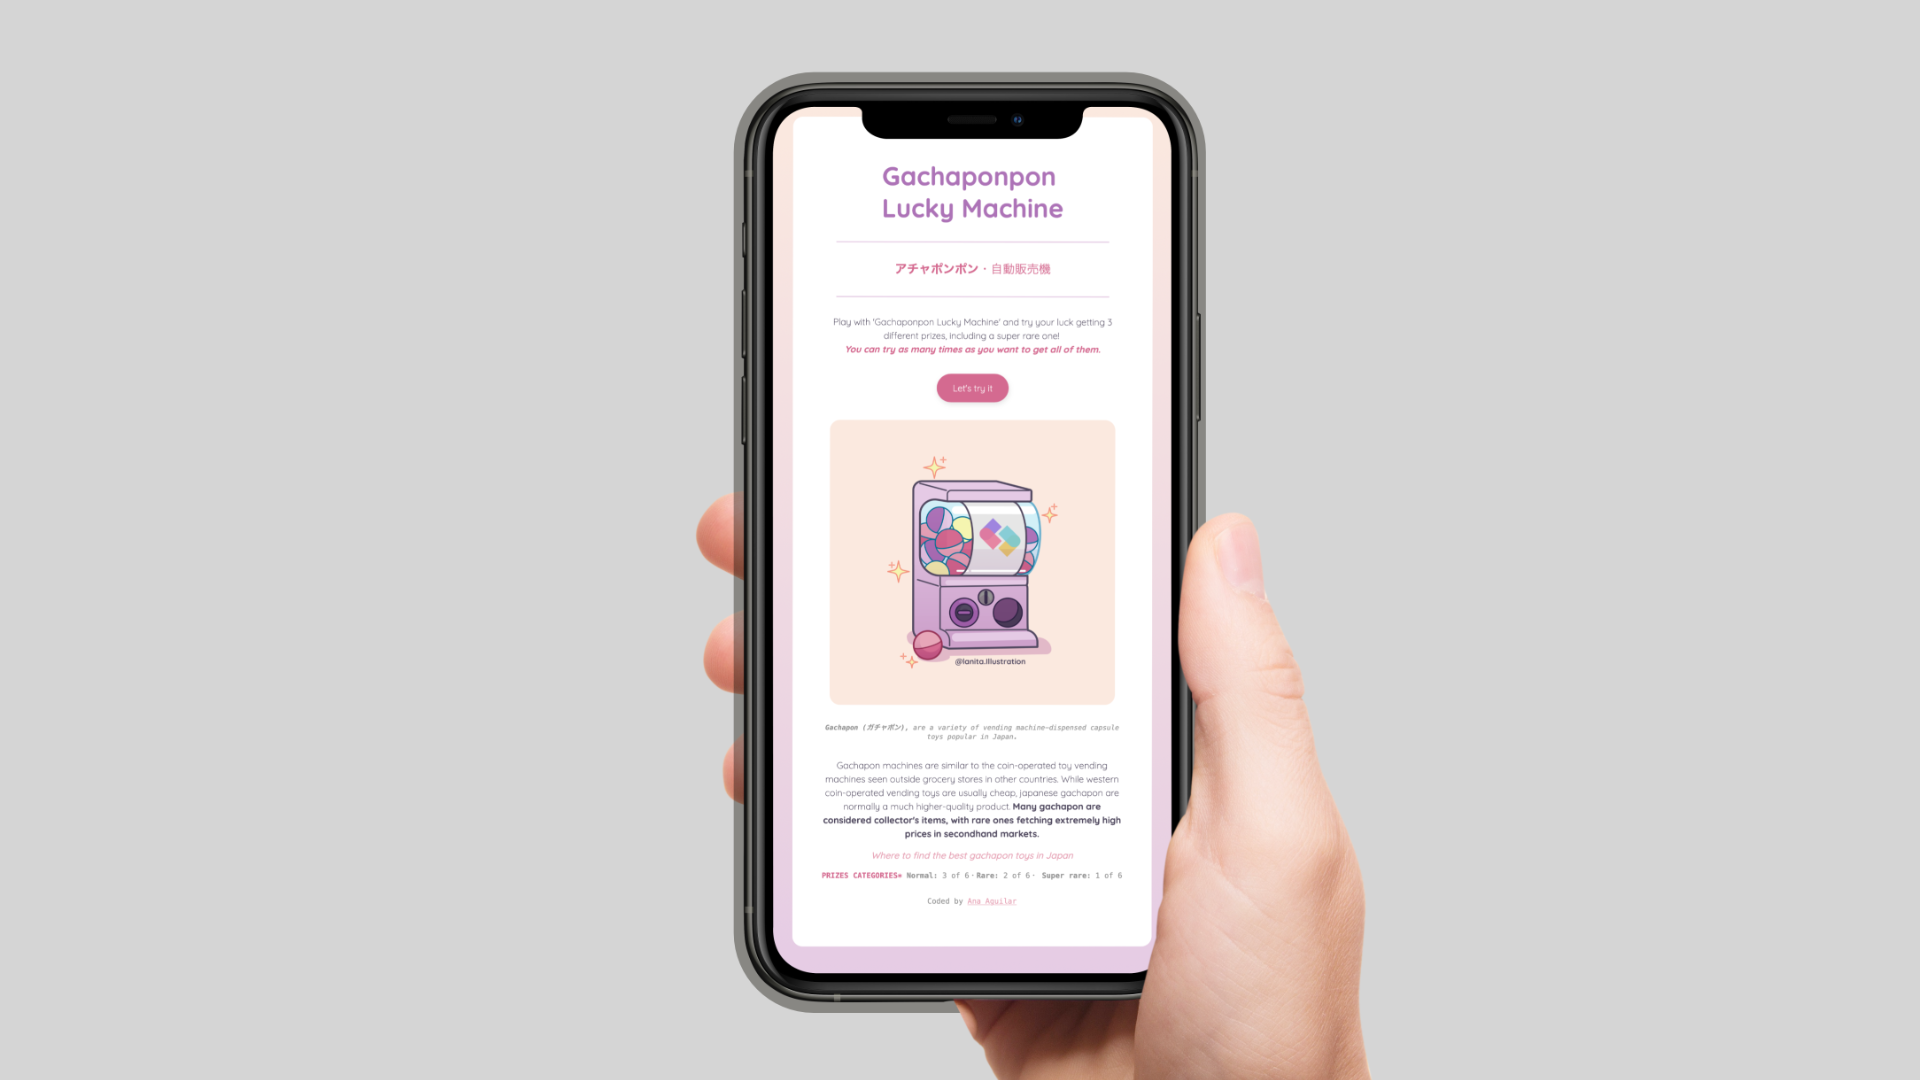 Gachaponpon
Lucky Machine
アチャポンポン・自動販売機
Play with 'Gachaponpon Lucky Machine' and try your luck getting 3
different prizes, including a super rare one!
You can try as many times as you want to get all of them.
Let's try it
@lanita.illustration
Gachapon (ガチャポン), are a variety of vending machine-dispensed capsule
toys popular in Japan.
Gachapon machines are similar to the coin-operated toy vending
machines seen outside grocery stores in other countries. While western
coin-operated vending toys are usually cheap, japanese gachapon are
normally a much higher-quality product. Many gachapon are
considered collector's items, with rare ones fetching extremely high
prices in secondhand markets.
Where to find the best gachapon toys in Japan
PRIZES CATEGORIES* Normal: 3 of 6 · Rare: 2 of 6 · Super rare: 1 of 6
Coded by Ana Aguilar